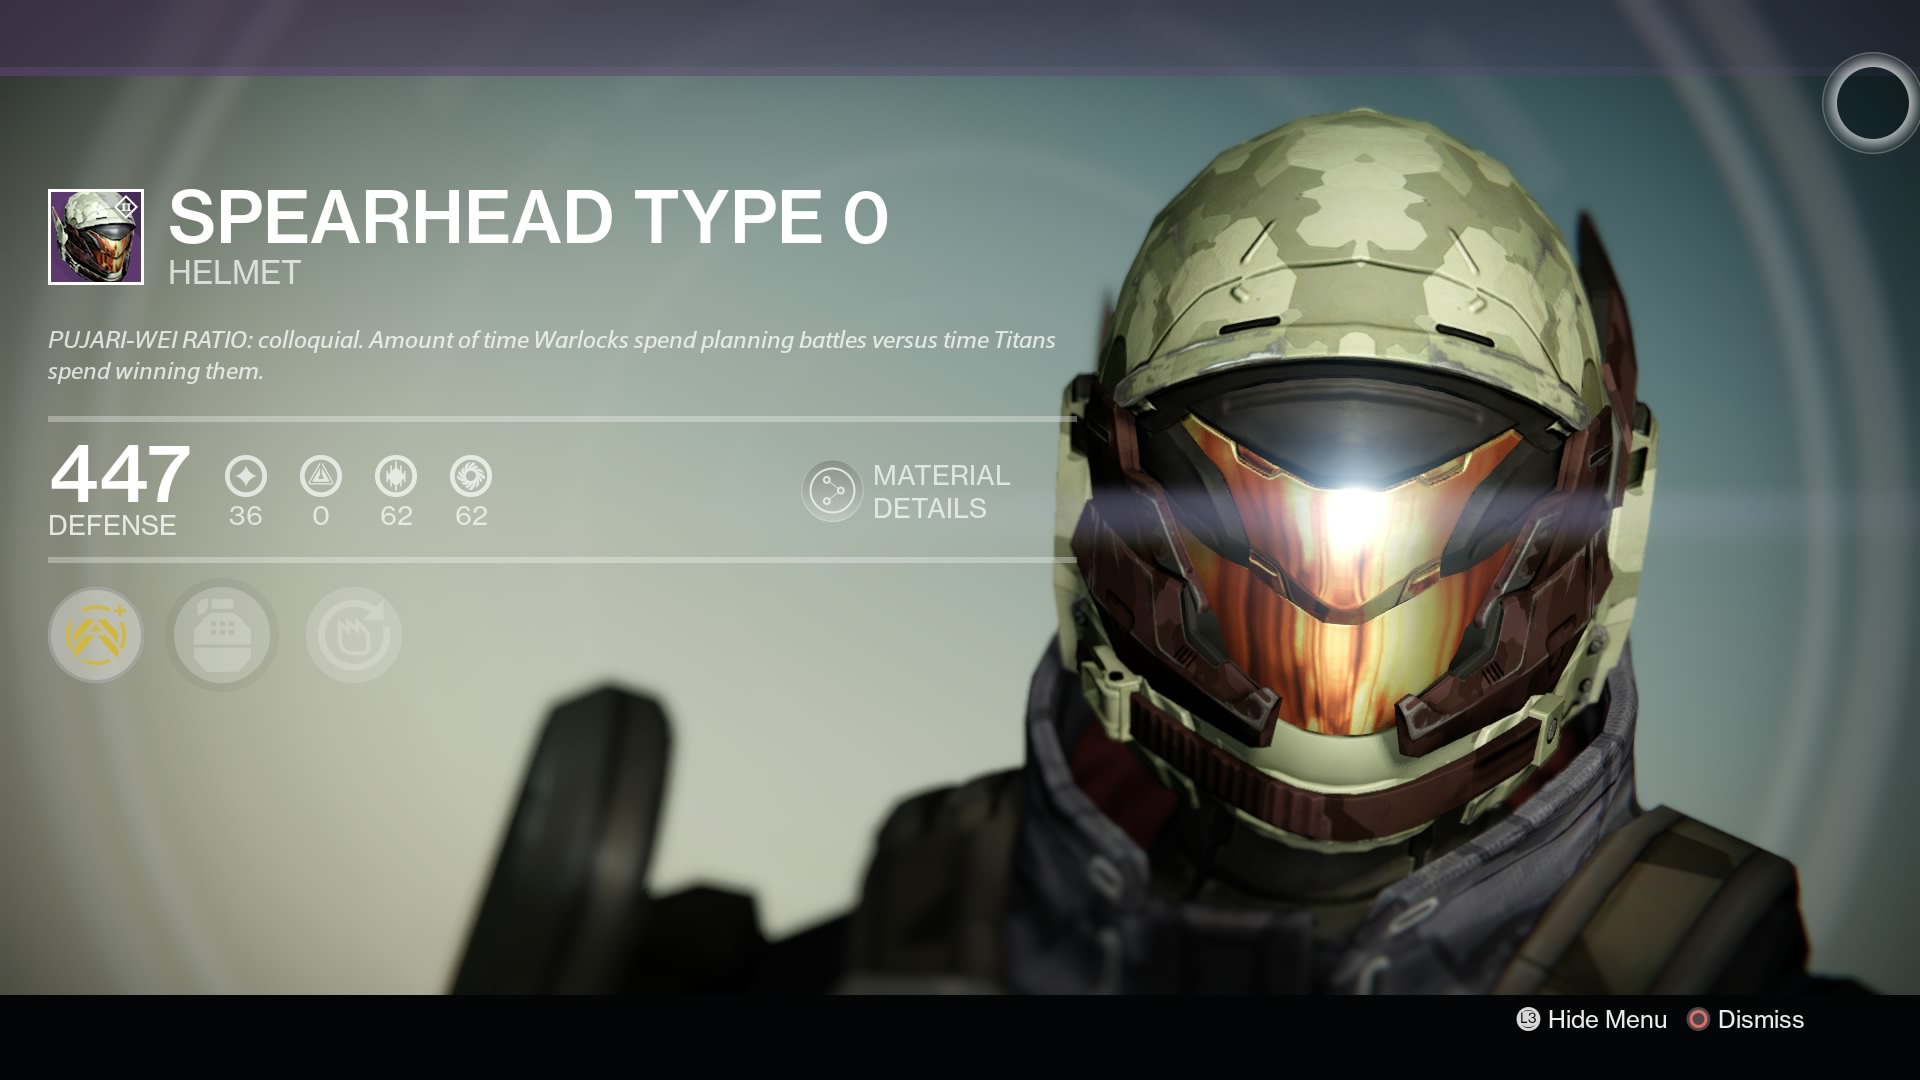 SPEARHEAD TYPE 0
HELMET
PUJARI-WEI RATIO: colloquial. Amount of time Warlocks spend planning battles versus time Titans
spend winning them.
447
DEFENSE
36 0 62 62
MATERIAL
DETAILS
L3 Hide Menu Dismiss